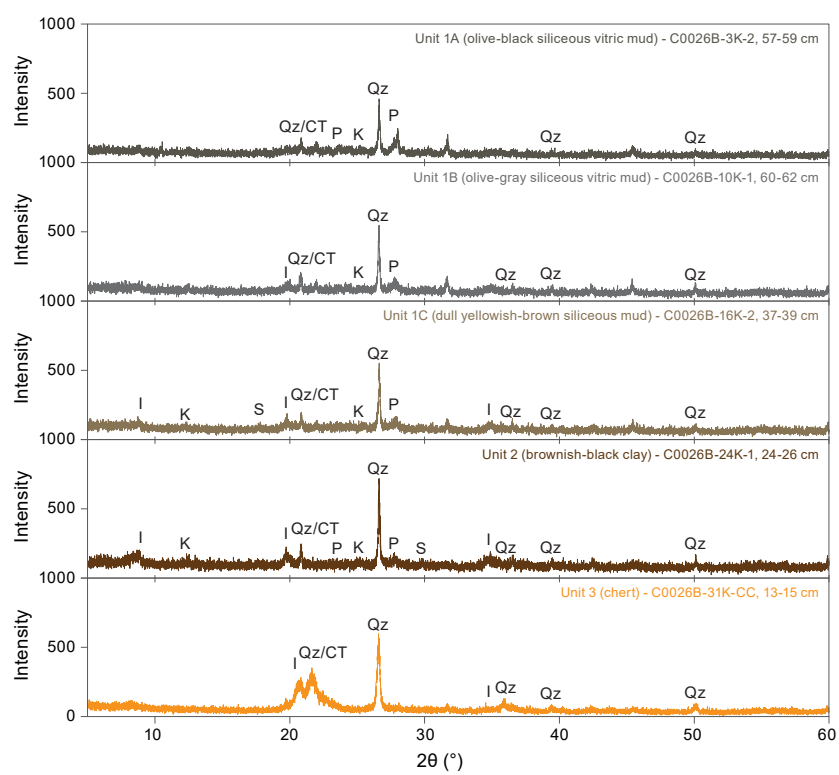 1000
Unit 1A (olive-black siliceous vitric mud) - C0026B-3K-2, 57-59 cm
Intensity
500
Qz
P
Qz/CT
P
K
Qz
Qz
1000
Unit 1B (olive-gray siliceous vitric mud) - C0026B-10K-1, 60-62 cm
Intensity
500
Qz
Qz/CT
I
K
P
Qz
Qz
Qz
1000
Unit 1C (dull yellowish-brown siliceous mud) - C0026B-16K-2, 37-39 cm
Intensity
500
Qz
I
K
S
I
Qz/CT
K
P
I
Qz
Qz
Qz
1000
Unit 2 (brownish-black clay) - C0026B-24K-1, 24-26 cm
Intensity
500
Qz
I
K
I
Qz/CT
P
K
P
S
I
Qz
Qz
Qz
1000
Unit 3 (chert) - C0026B-31K-CC, 13-15 cm
Intensity
500
Qz
I
Qz/CT
I
Qz
Qz
Qz
0
10
20
30
40
50
60
2θ (°)